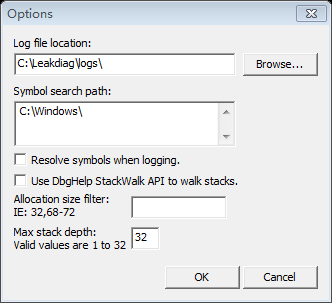 Options
Log file location:
C:\Leakdiag\logs\
Browse...
Symbol search path:
C:\Windows\
Resolve symbols when logging.
Use DbgHelp StackWalk API to walk stacks.
Allocation size filter:
IE: 32,68-72
Max stack depth:
Valid values are 1 to 32
32
OK
Cancel